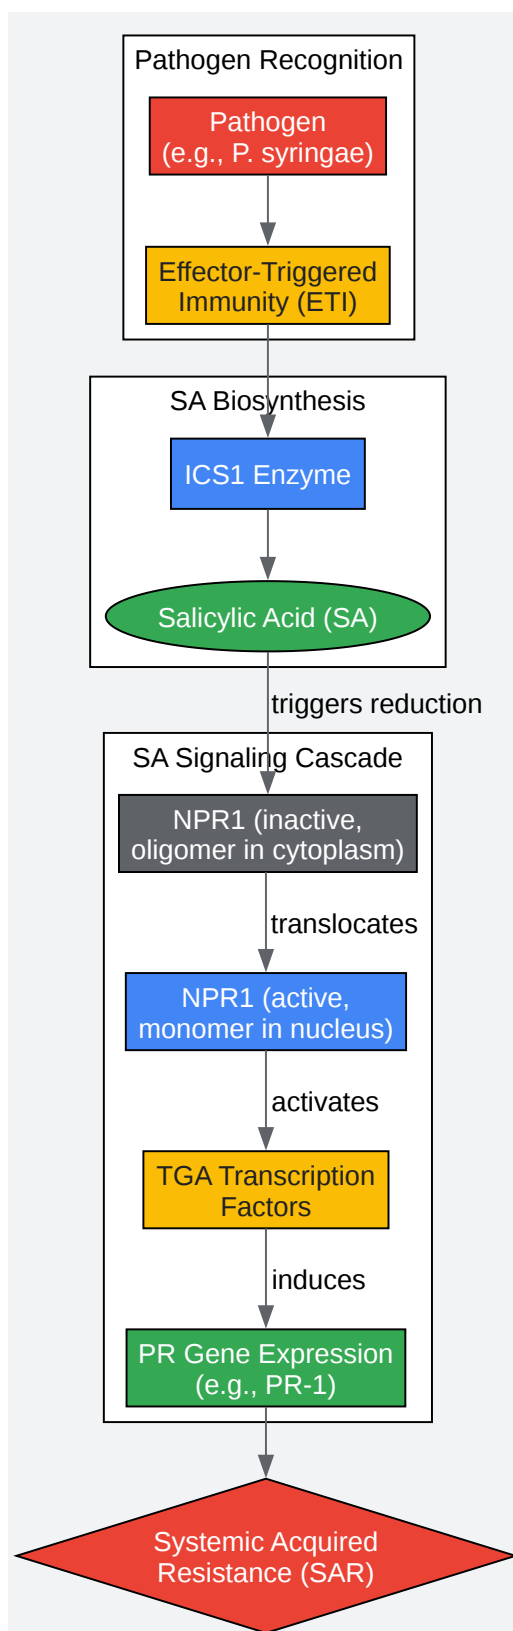 Pathogen Recognition
Pathogen
(e.g., P. syringae)
Effector-Triggered
Immunity (ETI)
SA Biosynthesis
ICS1 Enzyme
Salicylic Acid (SA)
triggers reduction
SA Signaling Cascade
NPR1 (inactive,
oligomer in cytoplasm)
translocates
NPR1 (active,
monomer in nucleus)
activates
TGA Transcription
Factors
induces
PR Gene Expression
(e.g., PR-1)
Systemic Acquired
Resistance (SAR)